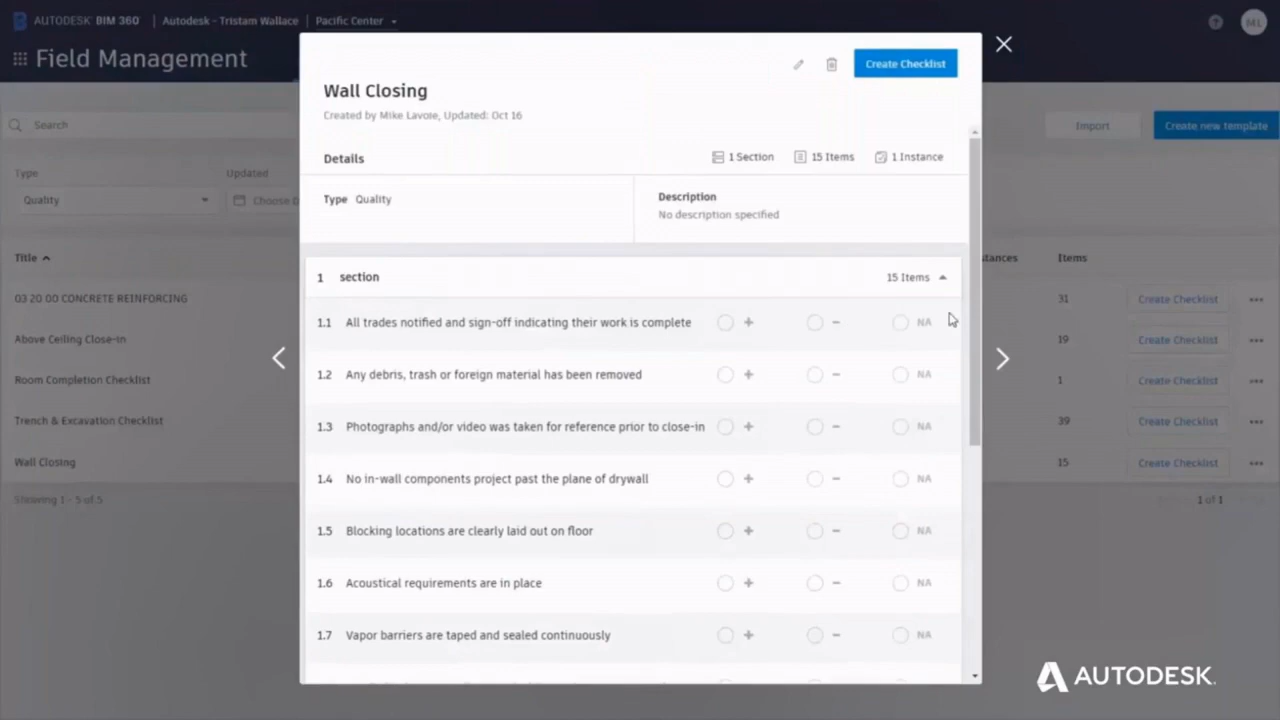 AUTODESK® BIM 360 Autodesk - Tristam Wallace Pacific Center
? ML
Field Management
Search
Import Create new template
Type Updated
Quality Choose D
Title
stances Items
03 20 00 CONCRETE REINFORCING 31 Create Checklist
Above Ceiling Close-in 19 Create Checklist
Room Completion Checklist 1 Create Checklist
Trench & Excavation Checklist 39 Create Checklist
Wall Closing 15 Create Checklist
Showing 1 - 5 of 5 1 of 1
Create Checklist
Wall Closing
Created by Mike Lavoie, Updated: Oct 16
Details 1 Section 15 Items 1 Instance
Type Quality
Description
No description specified
1 section 15 Items
1.1 All trades notified and sign-off indicating their work is complete + − NA
1.2 Any debris, trash or foreign material has been removed + − NA
1.3 Photographs and/or video was taken for reference prior to close-in + − NA
1.4 No in-wall components project past the plane of drywall + − NA
1.5 Blocking locations are clearly laid out on floor + − NA
1.6 Acoustical requirements are in place + − NA
1.7 Vapor barriers are taped and sealed continuously + − NA
AUTODESK.